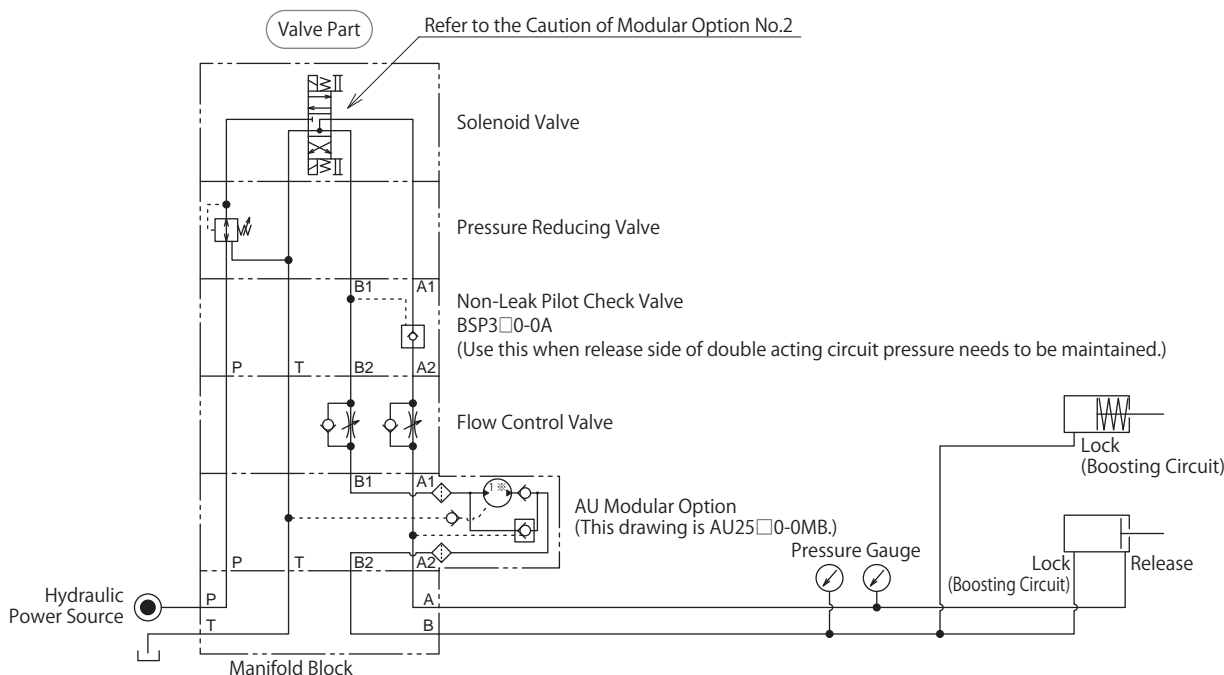 Valve Part
Refer to the Caution of Modular Option No.2
Solenoid Valve
Pressure Reducing Valve
B1 A1
Non-Leak Pilot Check Valve
BSP3□0-0A
(Use this when release side of double acting circuit pressure needs to be maintained.)
P T B2 A2
Flow Control Valve
Lock
(Boosting Circuit)
B1 A1
1 ※
AU Modular Option
(This drawing is AU25□0-0MB.)
Pressure Gauge
P T B2 A2
Lock
(Boosting Circuit)
Release
Hydraulic
Power Source
P A
T B
Manifold Block